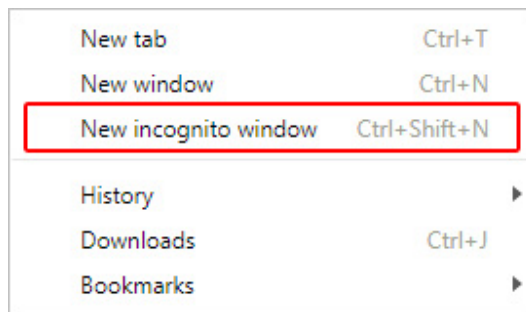 New tab Ctrl+T
New window Ctrl+N
New incognito window Ctrl+Shift+N
History
Downloads Ctrl+J
Bookmarks